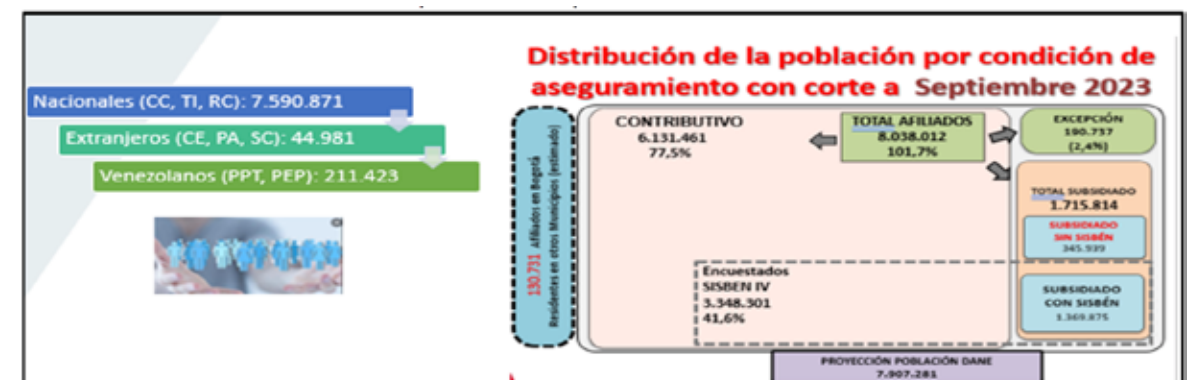 Nacionales (CC, TI, RC): 7.590.871
Extranjeros (CE, PA, SC): 44.981
Venezolanos (PPT, PEP): 211.423
Distribución de la población por condición de
aseguramiento con corte a Septiembre 2023
130.731 Afiliados en Bogotá
Residentes en otros Municipios (estimado)
CONTRIBUTIVO
6.131.461
77,5%
TOTAL AFILIADOS
8.038.012
101,7%
EXCEPCIÓN
190.737
(2,4%)
TOTAL SUBSIDIADO
1.715.814
SUBSIDIADO
SIN SISBÉN
345.939
Encuestados
SISBEN IV
3.348.301
41,6%
SUBSIDIADO
CON SISBÉN
1.369.875
PROYECCIÓN POBLACIÓN DANE
7.907.281